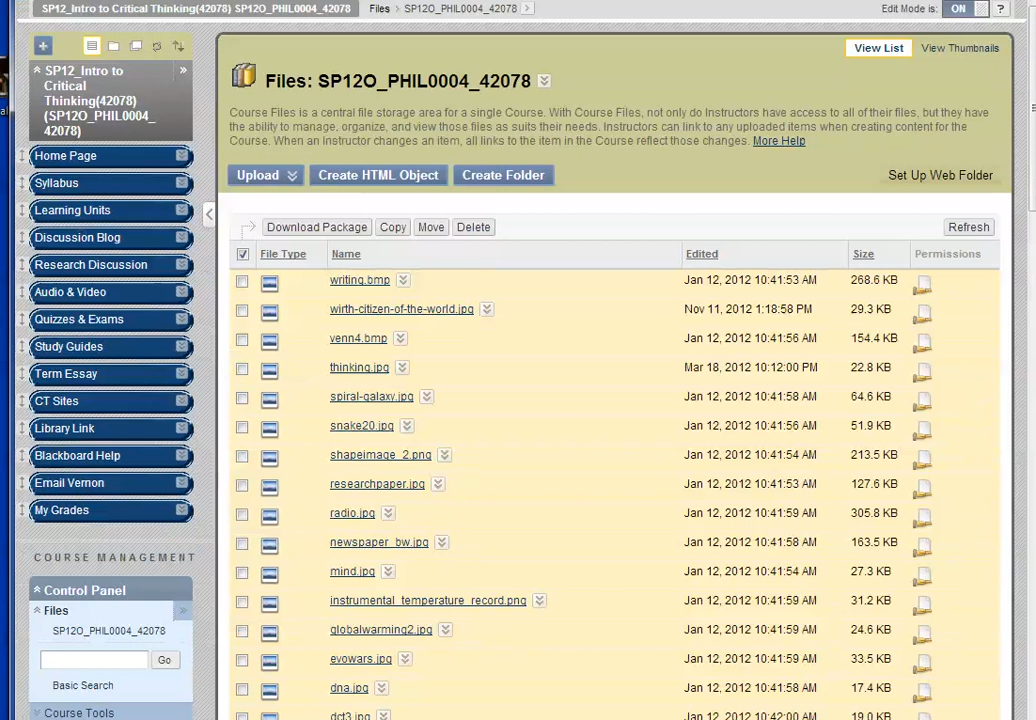 SP12_Intro to Critical Thinking(42078) SP12O_PHIL0004_42078
Files > SP12O_PHIL0004_42078
Edit Mode is: ON ?
SP12_Intro to
Critical
Thinking(42078)
(SP12O_PHIL0004_
42078)
Home Page
Syllabus
Learning Units
Discussion Blog
Research Discussion
Audio & Video
Quizzes & Exams
Study Guides
Term Essay
CT Sites
Library Link
Blackboard Help
Email Vernon
My Grades
COURSE MANAGEMENT
Control Panel
Files
SP12O_PHIL0004_42078
Go
Basic Search
Course Tools
View List View Thumbnails
Files: SP12O_PHIL0004_42078
Course Files is a central file storage area for a single Course. With Course Files, not only do Instructors have access to all of their files, but they have
the ability to manage, organize, and view those files as suits their needs. Instructors can link to any uploaded items when creating content for the
Course. When an Instructor changes an item, all links to the item in the Course reflect those changes. More Help
Upload Create HTML Object Create Folder Set Up Web Folder
Download Package Copy Move Delete Refresh
File Type Name Edited Size Permissions
writing.bmp Jan 12, 2012 10:41:53 AM 268.6 KB
wirth-citizen-of-the-world.jpg Nov 11, 2012 1:18:58 PM 29.3 KB
venn4.bmp Jan 12, 2012 10:41:56 AM 154.4 KB
thinking.jpg Mar 18, 2012 10:12:00 PM 22.8 KB
spiral-galaxy.jpg Jan 12, 2012 10:41:58 AM 64.6 KB
snake20.jpg Jan 12, 2012 10:41:56 AM 51.9 KB
shapeimage_2.png Jan 12, 2012 10:41:54 AM 213.5 KB
researchpaper.jpg Jan 12, 2012 10:41:53 AM 127.6 KB
radio.jpg Jan 12, 2012 10:41:59 AM 305.8 KB
newspaper_bw.jpg Jan 12, 2012 10:41:54 AM 163.5 KB
mind.jpg Jan 12, 2012 10:41:54 AM 27.3 KB
instrumental_temperature_record.png Jan 12, 2012 10:41:59 AM 31.2 KB
globalwarming2.jpg Jan 12, 2012 10:41:59 AM 24.6 KB
evowars.jpg Jan 12, 2012 10:41:59 AM 33.5 KB
dna.jpg Jan 12, 2012 10:41:58 AM 17.4 KB
dct3.jpg Jan 12, 2012 10:42:00 AM 19.0 KB